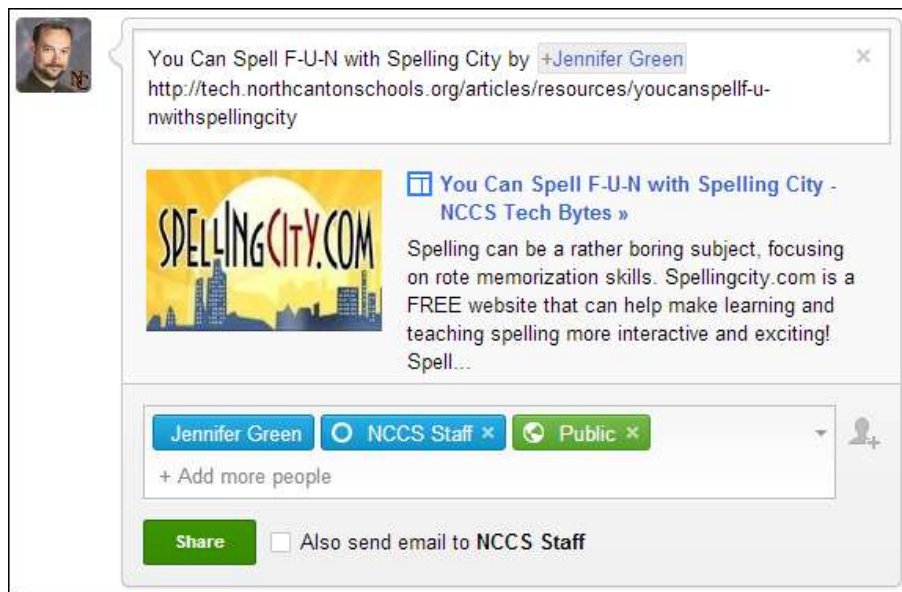 NC
You Can Spell F-U-N with Spelling City by +Jennifer Green
http://tech.northcantonschools.org/articles/resources/youcanspellf-u-
nwithspellingcity
SPELLINGCITY.COM
You Can Spell F-U-N with Spelling City -
NCCS Tech Bytes »
Spelling can be a rather boring subject, focusing
on rote memorization skills. Spellingcity.com is a
FREE website that can help make learning and
teaching spelling more interactive and exciting!
Spell...
Jennifer Green NCCS Staff × Public ×
+ Add more people
Share Also send email to NCCS Staff